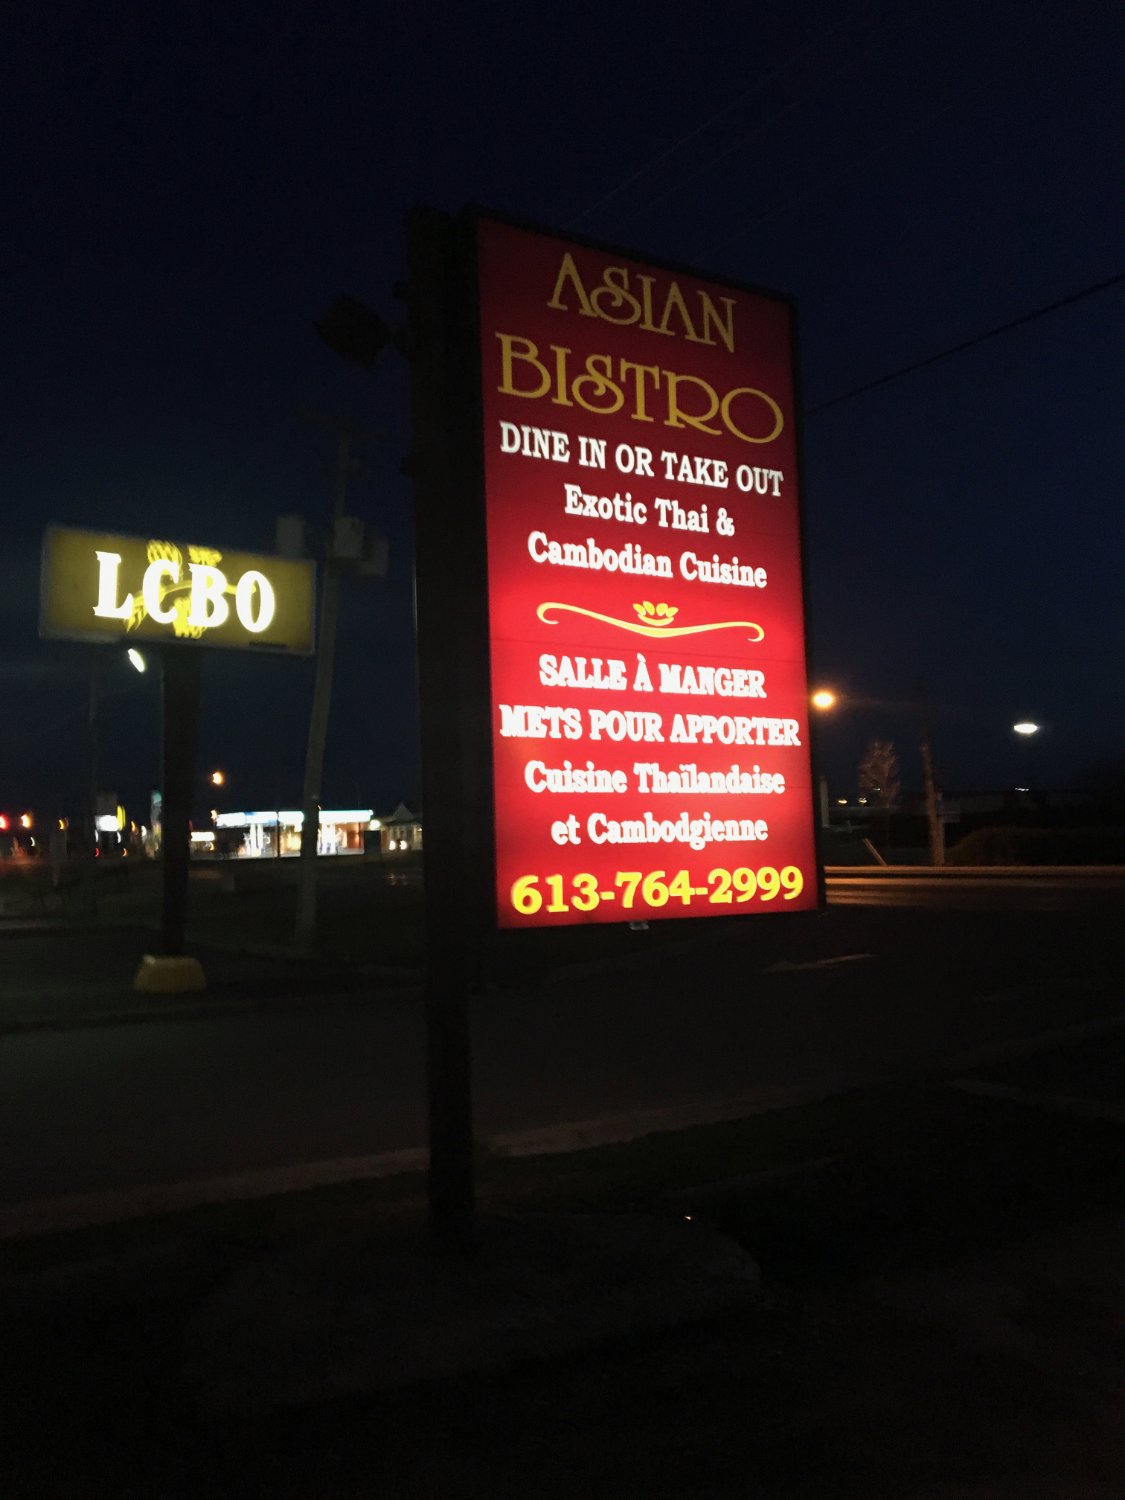 LCBO
ASIAN
BISTRO
DINE IN OR TAKE OUT
Exotic Thai &
Cambodian Cuisine
SALLE À MANGER
METS POUR APPORTER
Cuisine Thaïlandaise
et Cambodgienne
613-764-2999